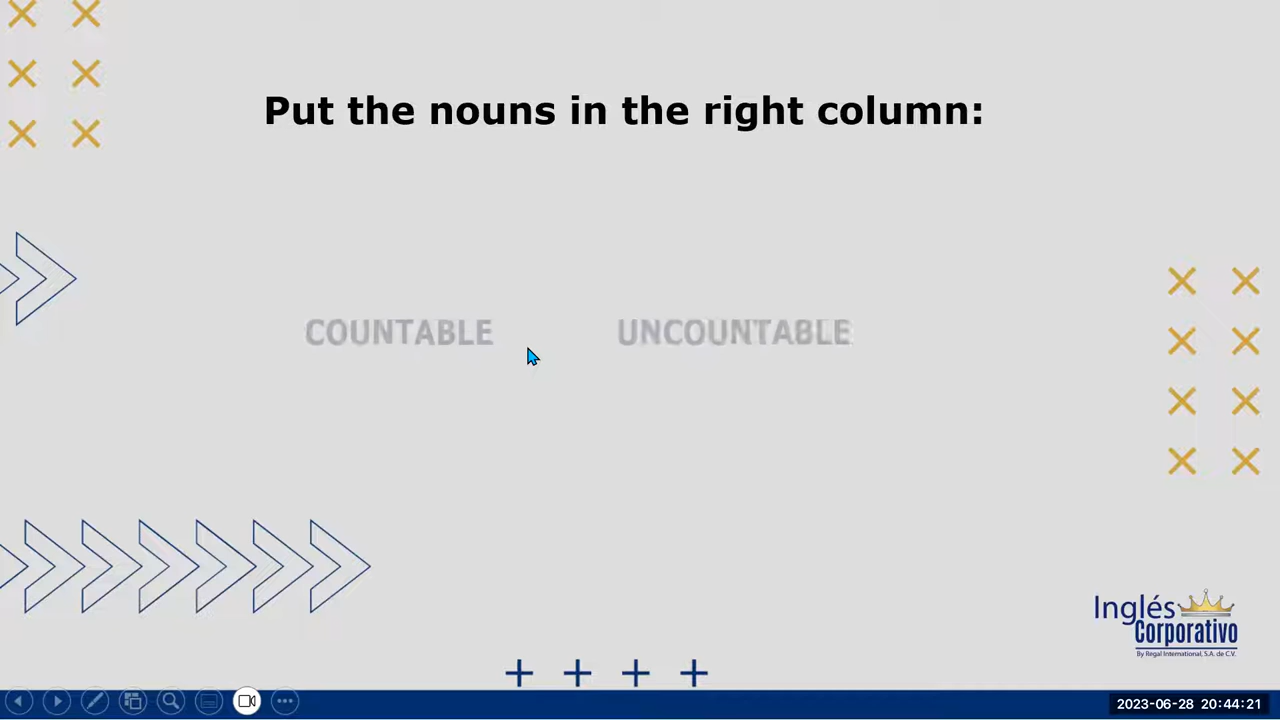 Put the nouns in the right column:
COUNTABLE UNCOUNTABLE
Inglés
Corporativo
By Regal International, S.A. de C.V.
2023-06-28 20:44:21